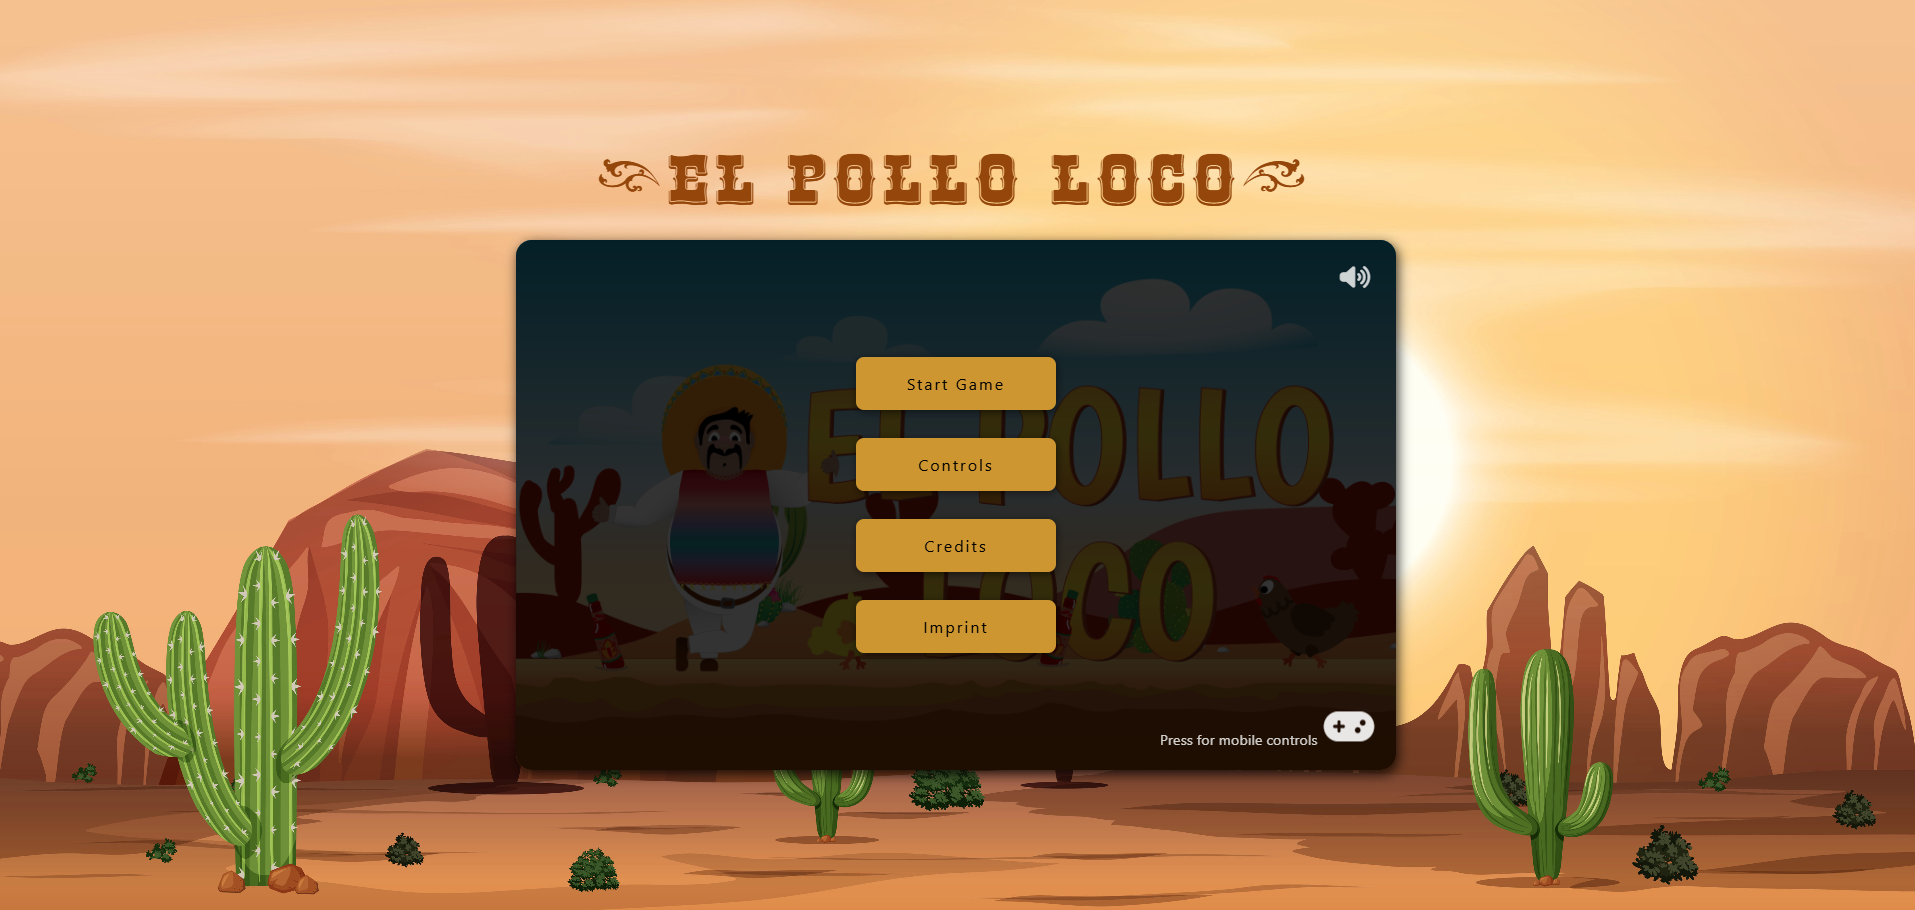 EL POLLO LOCO
Start Game
EL POLLO
Controls
Credits
LOCO
Imprint
Press for mobile controls